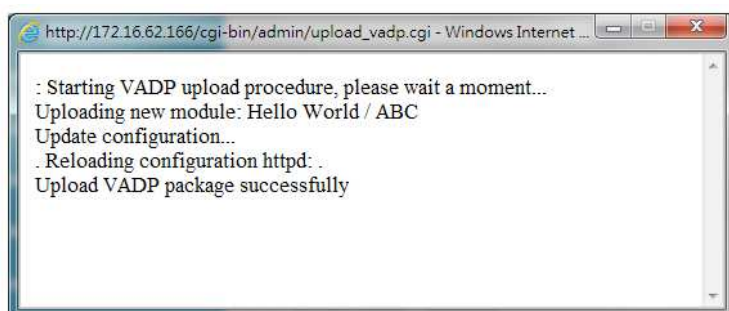 http://172.16.62.166/cgi-bin/admin/upload_vadp.cgi - Windows Internet ...
: Starting VADP upload procedure, please wait a moment...
Uploading new module: Hello World / ABC
Update configuration...
. Reloading configuration httpd: .
Upload VADP package successfully